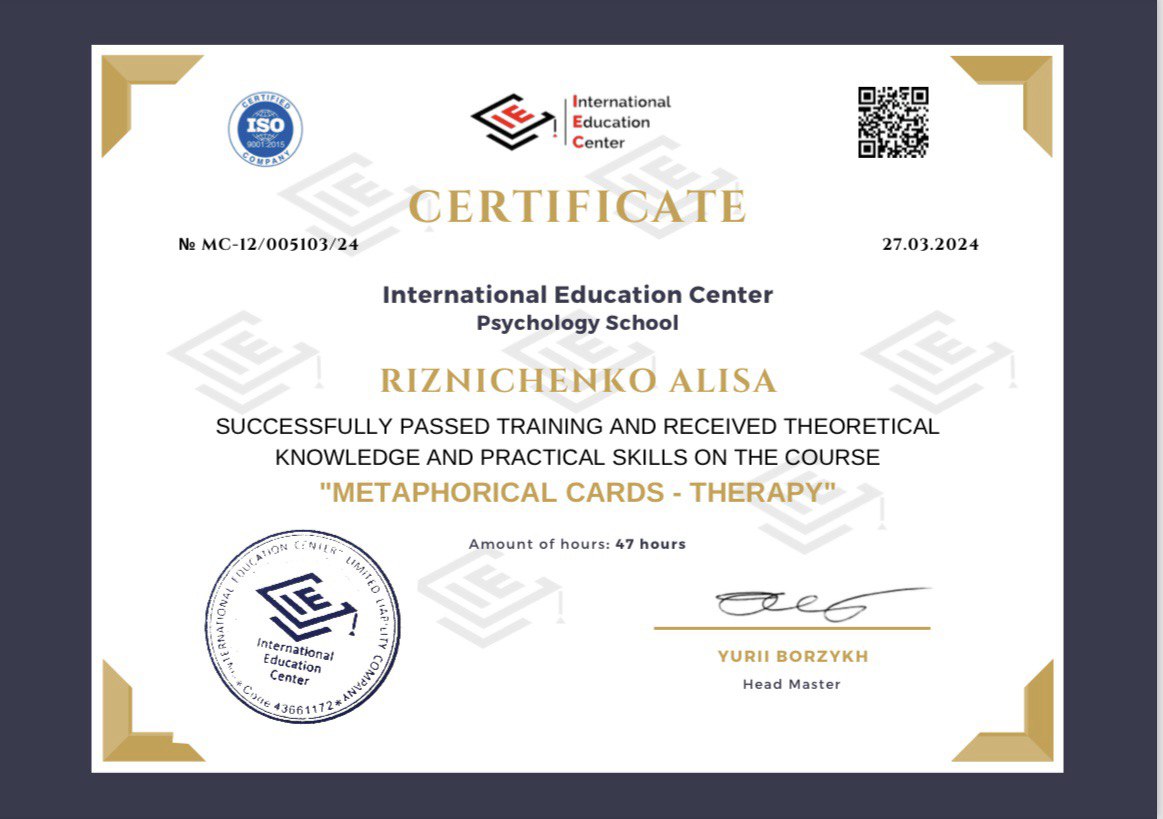 CERTIFIED
ISO
9001:2015
COMPANY
International
Education
Center
CERTIFICATE
№ MC-12/005103/24
27.03.2024
International Education Center
Psychology School
RIZNICHENKO ALISA
SUCCESSFULLY PASSED TRAINING AND RECEIVED THEORETICAL
KNOWLEDGE AND PRACTICAL SKILLS ON THE COURSE
"METAPHORICAL CARDS - THERAPY"
Amount of hours: 47 hours
"INTERNATIONAL EDUCATION CENTER" LIMITED LIABILITY COMPANY
* Code 43661172 *
IE
International
Education
Center
YURII BORZYKH
Head Master